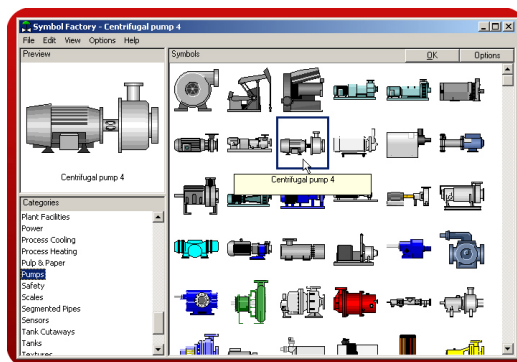 Symbol Factory - Centrifugal pump 4
File Edit View Options Help
Preview
Symbols
OK
Options
Centrifugal pump 4
Centrifugal pump 4
Categories
Plant Facilities
Power
Process Cooling
Process Heating
Pulp & Paper
Pumps
Safety
Scales
Segmented Pipes
Sensors
Tank Cutaways
Tanks
Textures